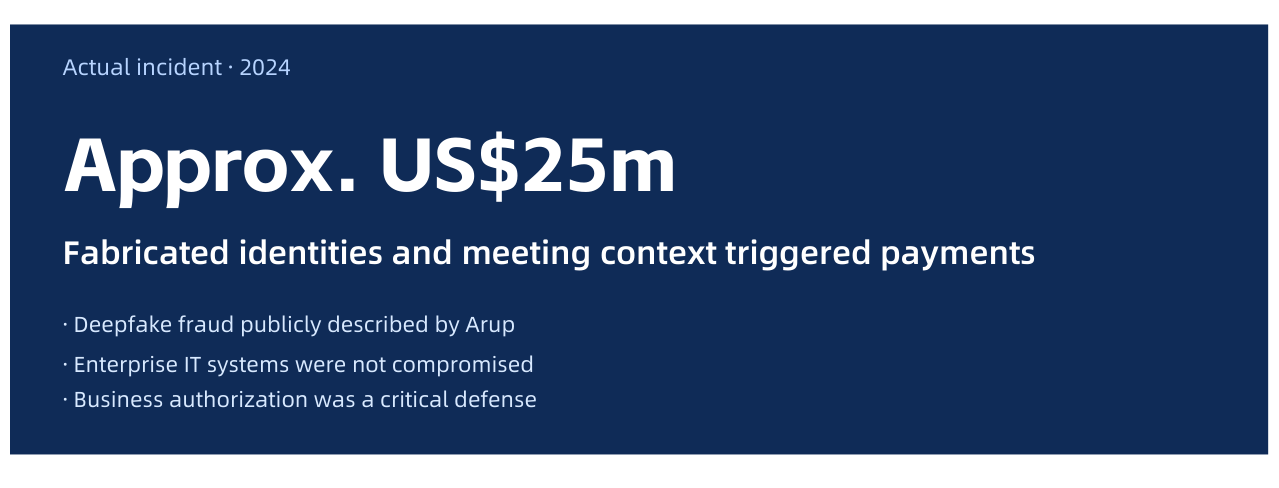 Actual incident · 2024
Approx. US$25m
Fabricated identities and meeting context triggered payments
· Deepfake fraud publicly described by Arup
· Enterprise IT systems were not compromised
· Business authorization was a critical defense